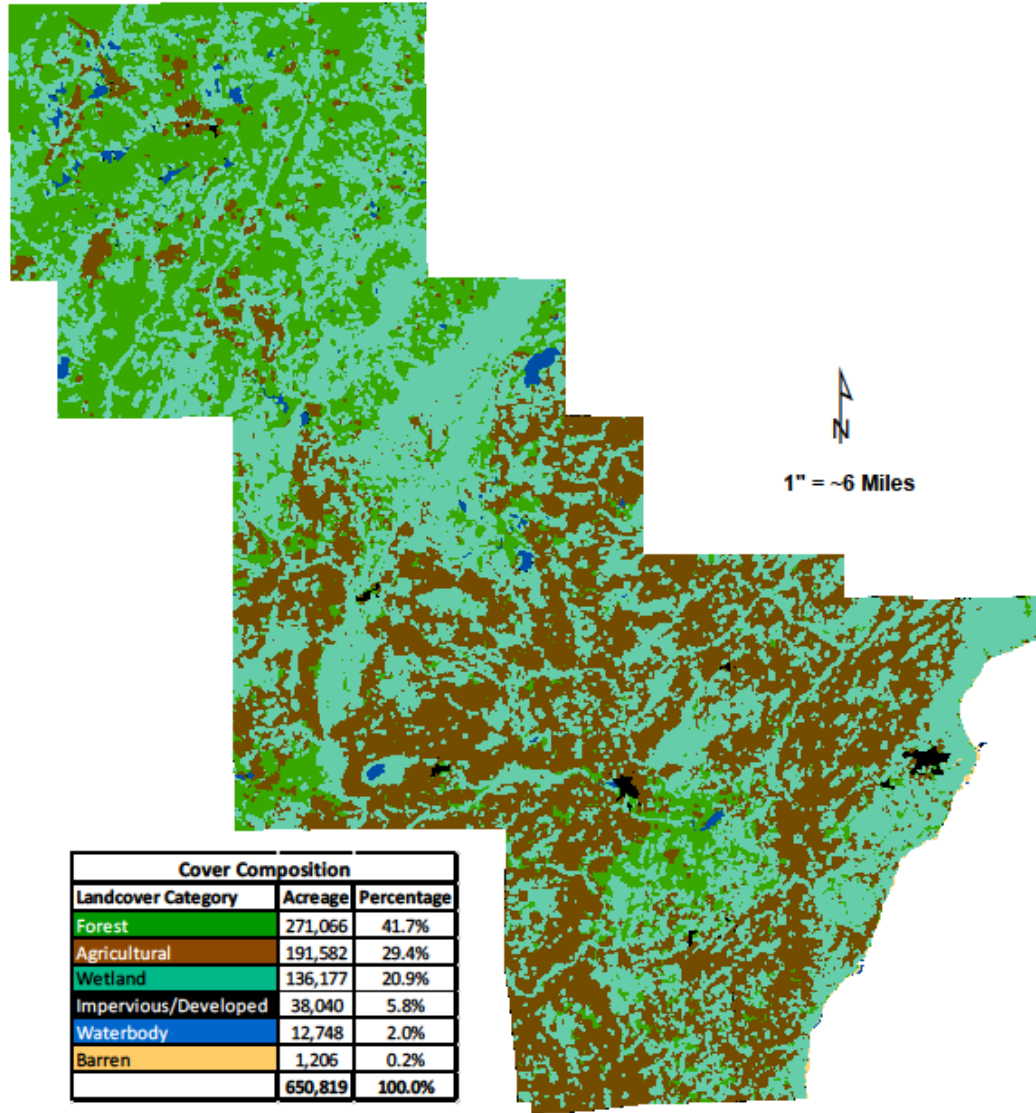 N
1" = ~6 Miles
Cover Composition
Landcover Category Acreage Percentage
Forest 271,066 41.7%
Agricultural 191,582 29.4%
Wetland 136,177 20.9%
Impervious/Developed 38,040 5.8%
Waterbody 12,748 2.0%
Barren 1,206 0.2%
650,819 100.0%